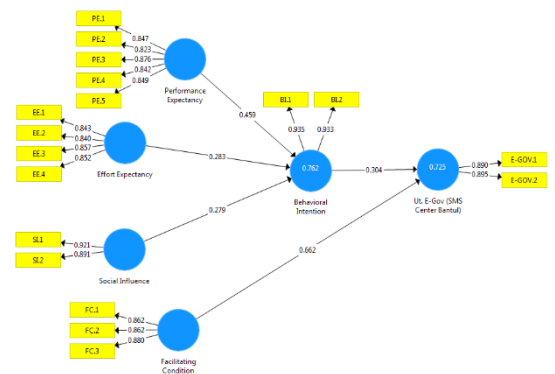 PE.1
PE.2
PE.3
PE.4
PE.5
0.847
0.823
0.876
0.842
0.849
Performance
Expectancy
EE.1
EE.2
EE.3
EE.4
0.843
0.840
0.857
0.852
Effort Expectancy
SI.1
SI.2
0.921
0.891
Social Influence
FC.1
FC.2
FC.3
0.862
0.862
0.880
Facilitating
Condition
0.459
0.283
0.279
0.662
BI.1
BI.2
0.935
0.933
0.762
Behavioral
Intention
0.304
0.725
Ut. E-Gov (SMS
Center Bantul)
0.890
0.895
E-GOV.1
E-GOV.2